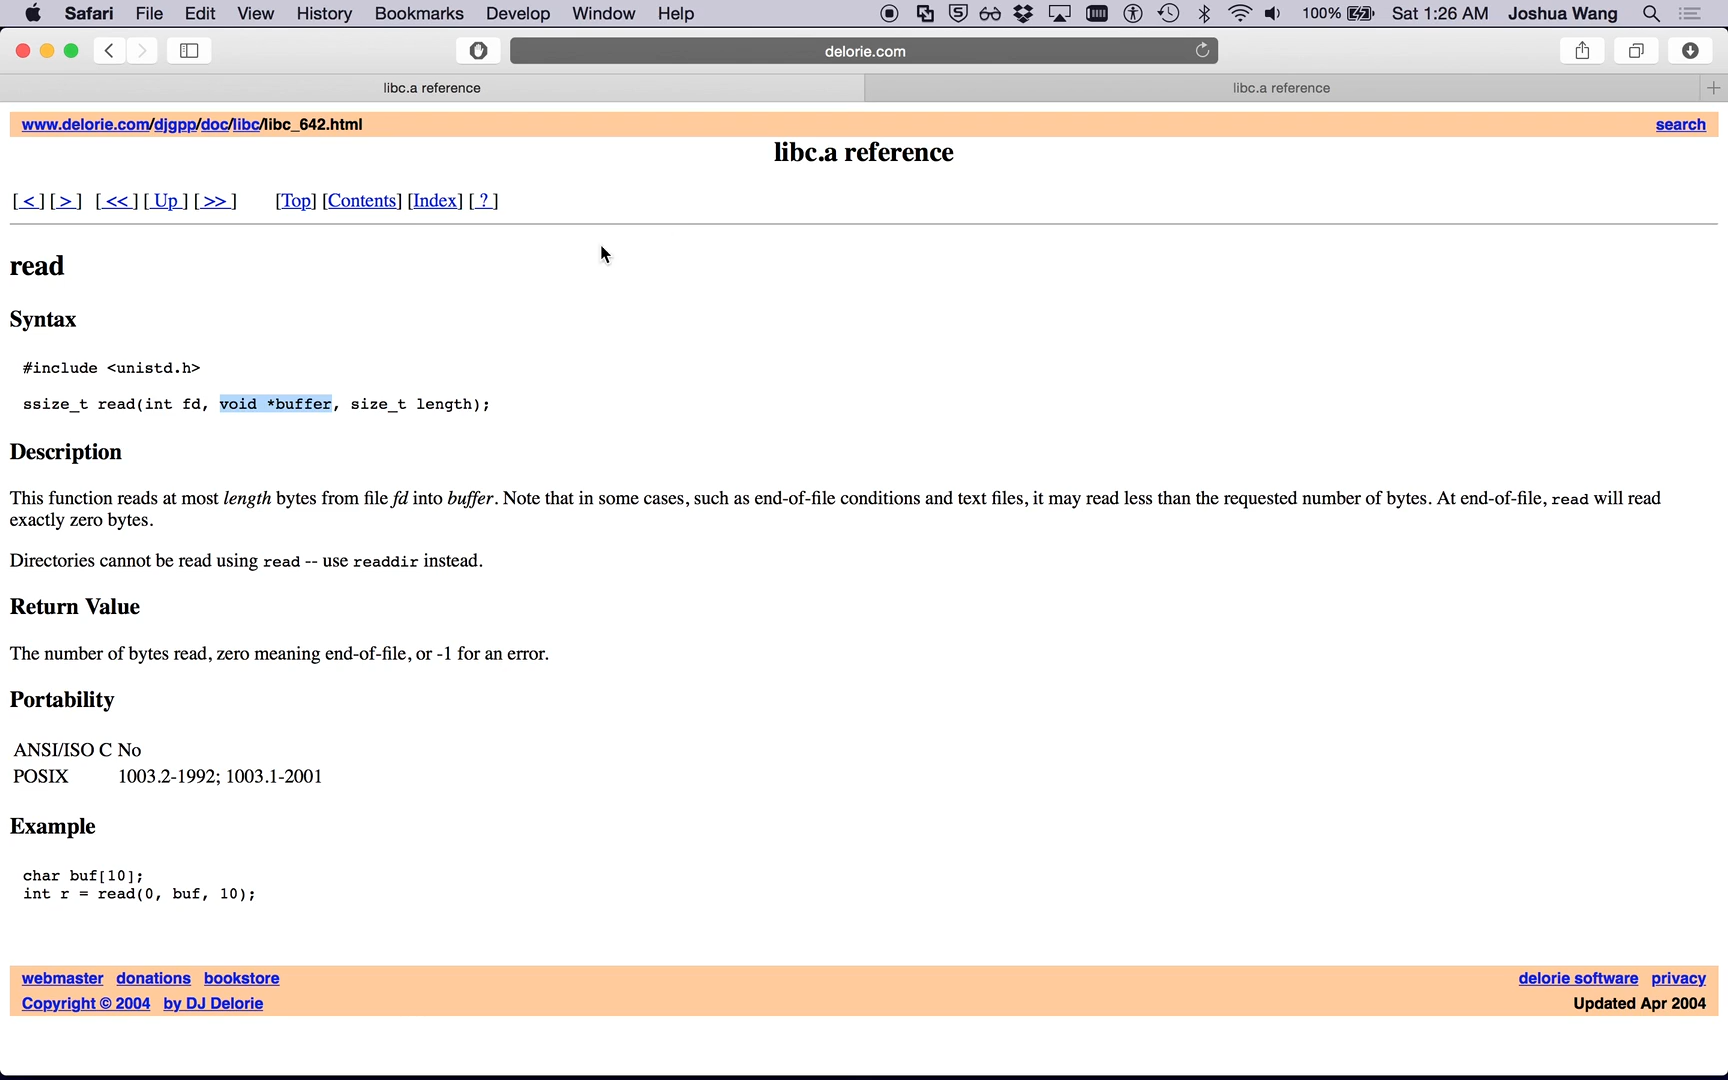 Safari File Edit View History Bookmarks Develop Window Help 100% Sat 1:26 AM Joshua Wang
delorie.com
libc.a reference libc.a reference
www.delorie.com/djgpp/doc/libc/libc_642.html search
libc.a reference
[ < ] [ > ] [ << ] [ Up ] [ >> ] [Top] [Contents] [Index] [ ? ]
read
Syntax
#include <unistd.h>
ssize_t read(int fd, void *buffer, size_t length);
Description
This function reads at most length bytes from file fd into buffer. Note that in some cases, such as end-of-file conditions and text files, it may read less than the requested number of bytes. At end-of-file, read will read
exactly zero bytes.
Directories cannot be read using read -- use readdir instead.
Return Value
The number of bytes read, zero meaning end-of-file, or -1 for an error.
Portability
ANSI/ISO C No
POSIX 1003.2-1992; 1003.1-2001
Example
char buf[10];
int r = read(0, buf, 10);
webmaster donations bookstore delorie software privacy
Copyright © 2004 by DJ Delorie Updated Apr 2004